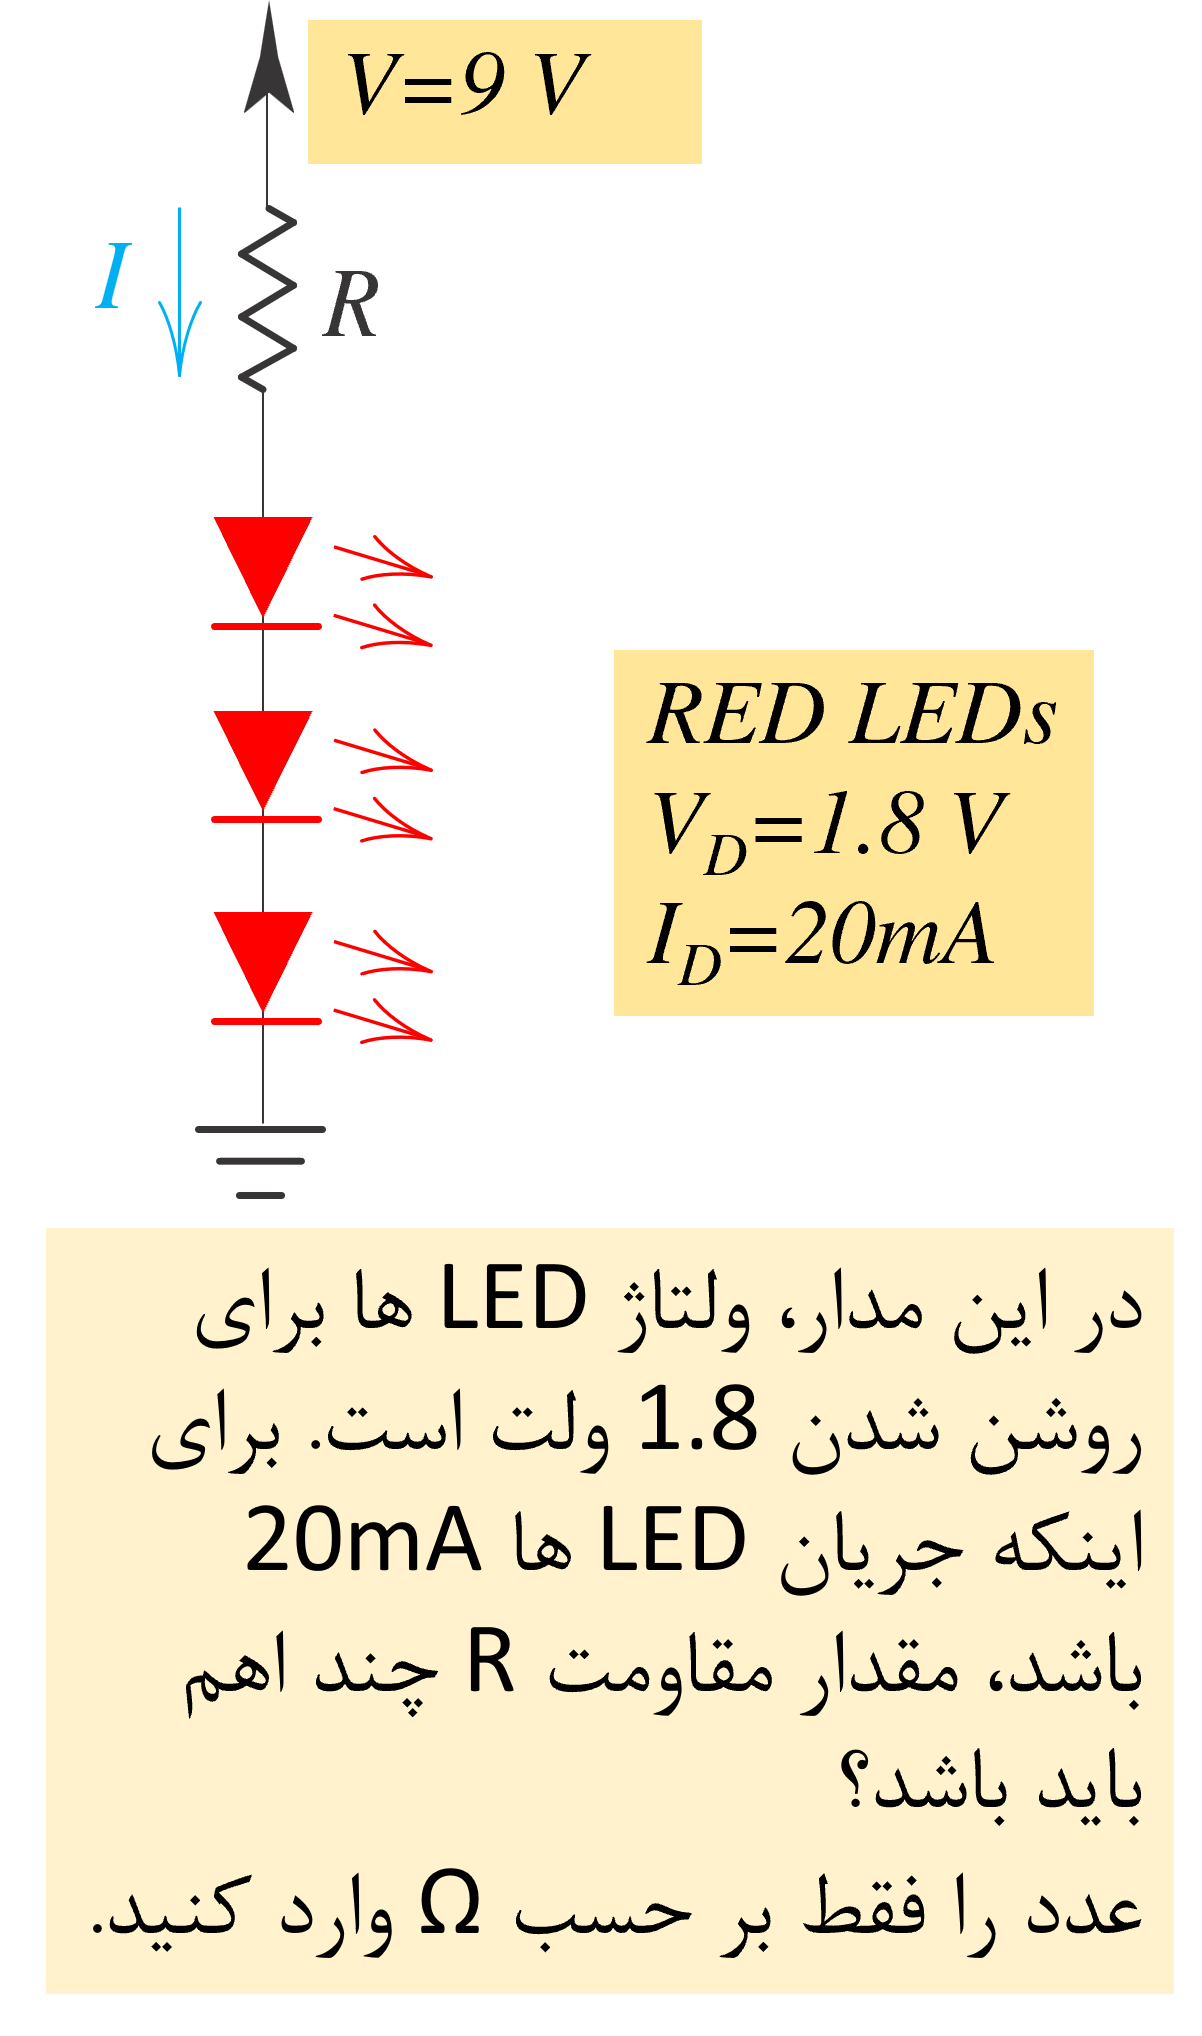 V=9 V
I
R
RED LEDs
V_D=1.8 V
I_D=20mA
در این مدار، ولتاژ LED ها برای
روشن شدن 1.8 ولت است. برای
اینکه جریان LED ها 20mA
باشد، مقدار مقاومت R چند اهم
باید باشد؟
عدد را فقط بر حسب Ω وارد کنید.